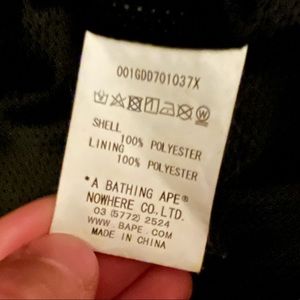 001GDD701037X
SHELL
100% POLYESTER
LINING
100% POLYESTER
*A BATHING APE®
NOWHERE CO.,LTD.
03 (5772) 2524
WWW.BAPE.COM
MADE IN CHINA